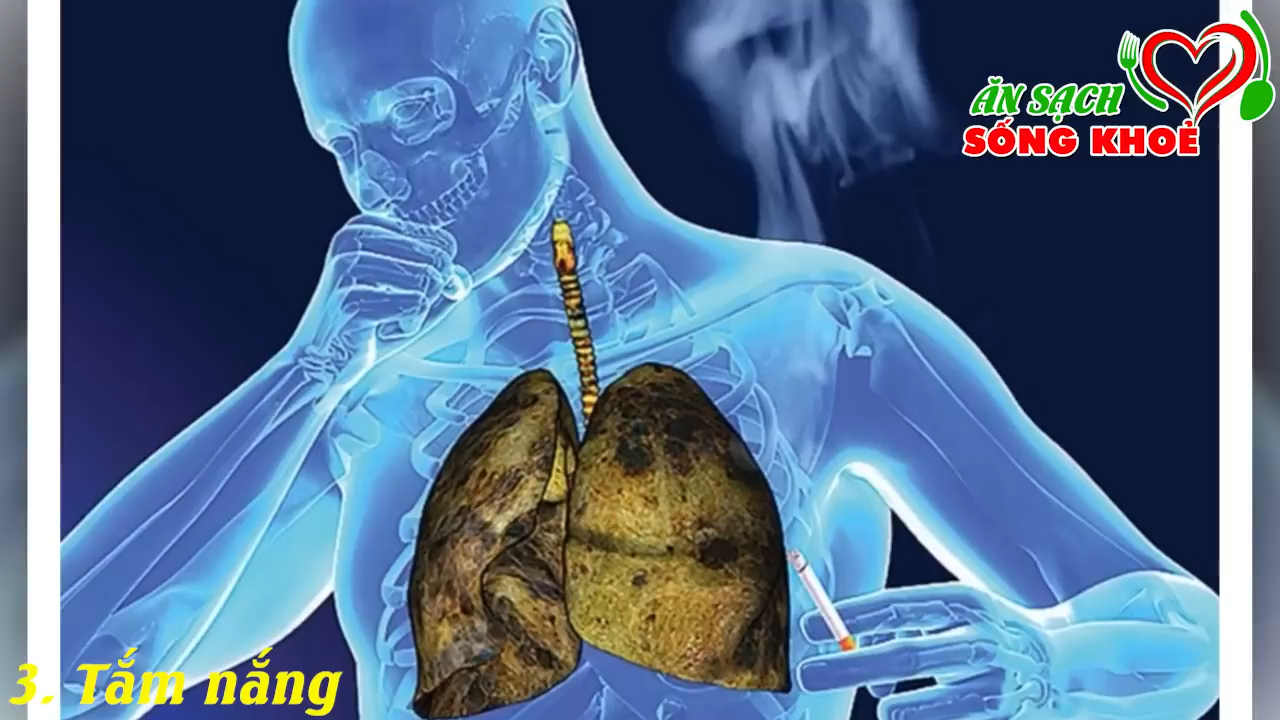 ĂN SẠCH
SỐNG KHOẺ
3. Tắm nắng